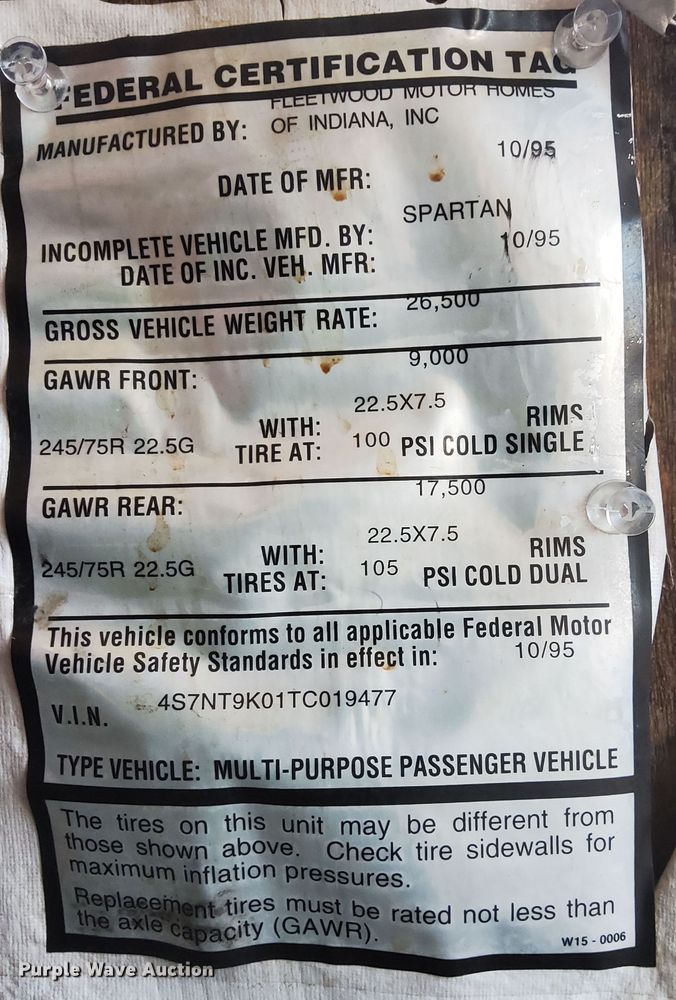 FEDERAL CERTIFICATION TAG
FLEETWOOD MOTOR HOMES
MANUFACTURED BY: OF INDIANA, INC
10/95
DATE OF MFR:
SPARTAN
INCOMPLETE VEHICLE MFD. BY:
10/95
DATE OF INC. VEH. MFR:
26,500
GROSS VEHICLE WEIGHT RATE:
9,000
GAWR FRONT:
22.5X7.5
WITH: RIMS
245/75R 22.5G TIRE AT: 100 PSI COLD SINGLE
17,500
GAWR REAR:
22.5X7.5
WITH: RIMS
245/75R 22.5G TIRES AT: 105 PSI COLD DUAL
This vehicle conforms to all applicable Federal Motor
Vehicle Safety Standards in effect in: 10/95
4S7NT9K01TC019477
V.I.N.
TYPE VEHICLE: MULTI-PURPOSE PASSENGER VEHICLE
The tires on this unit may be different from
those shown above. Check tire sidewalls for
maximum inflation pressures.
Replacement tires must be rated not less than
the axle capacity (GAWR).
W15 - 0006
Purple Wave Auction